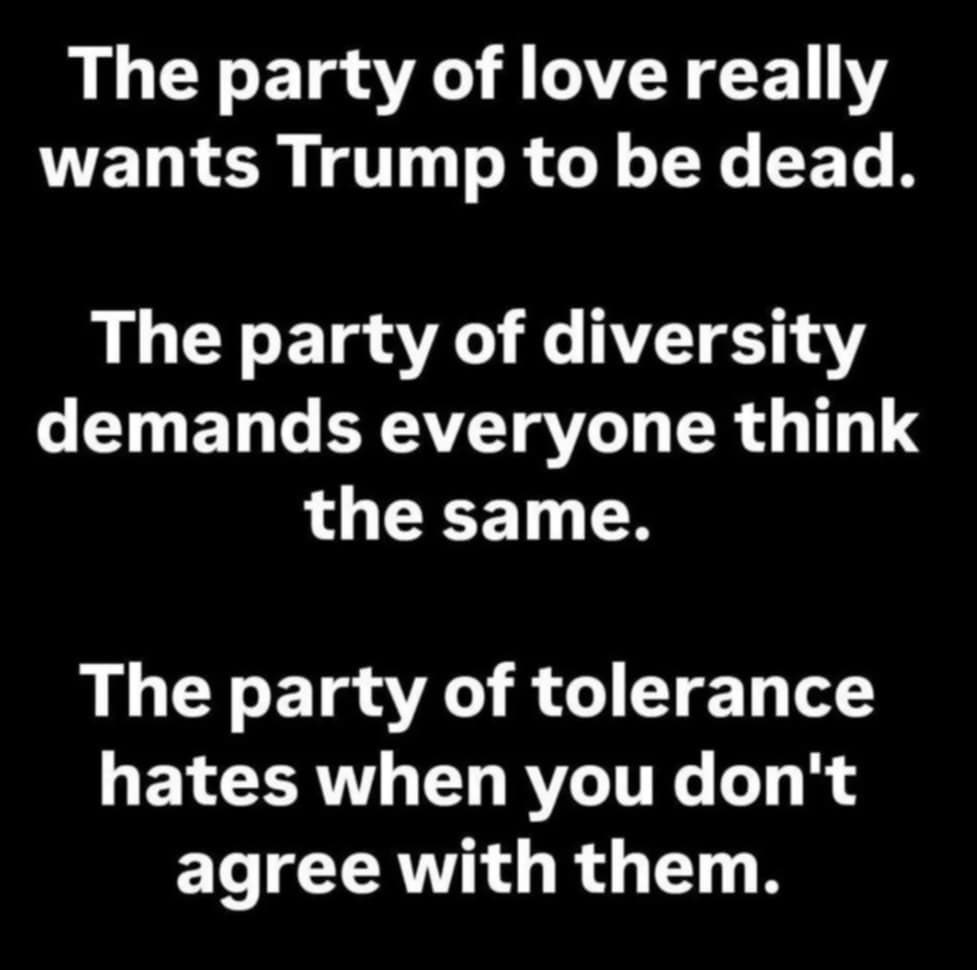 The party of love really
wants Trump to be dead.
The party of diversity
demands everyone think
the same.
The party of tolerance
hates when you don't
agree with them.